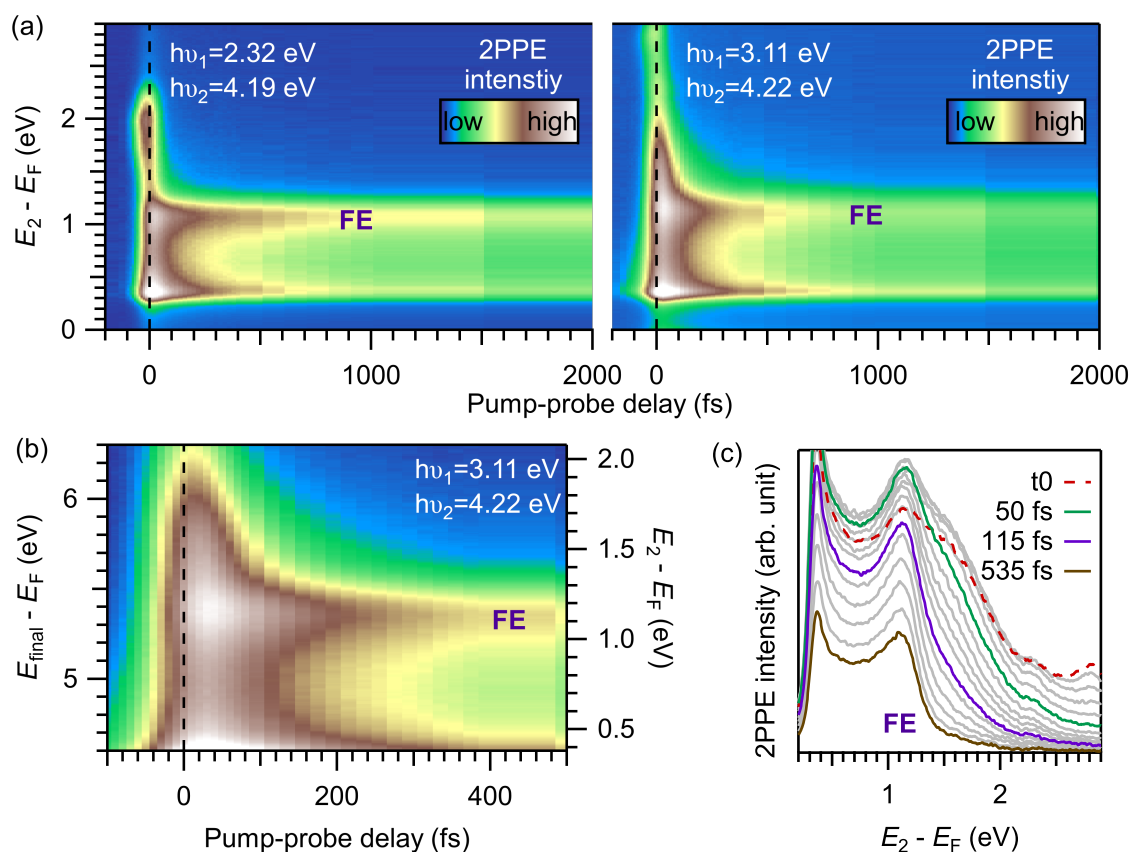 (a)
hυ1=2.32 eV
hυ2=4.19 eV
2PPE
intenstiy
low high
FE
hυ1=3.11 eV
hυ2=4.22 eV
2PPE
intenstiy
low high
FE
E2 - EF (eV)
2
1
0
0 1000 2000
0 1000 2000
Pump-probe delay (fs)
(b)
hυ1=3.11 eV
hυ2=4.22 eV
FE
Efinal - EF (eV)
6
5
E2 - EF (eV)
2.0
1.5
1.0
0.5
0 200 400
Pump-probe delay (fs)
(c)
t0
50 fs
115 fs
535 fs
FE
2PPE intensity (arb. unit)
1 2
E2 - EF (eV)